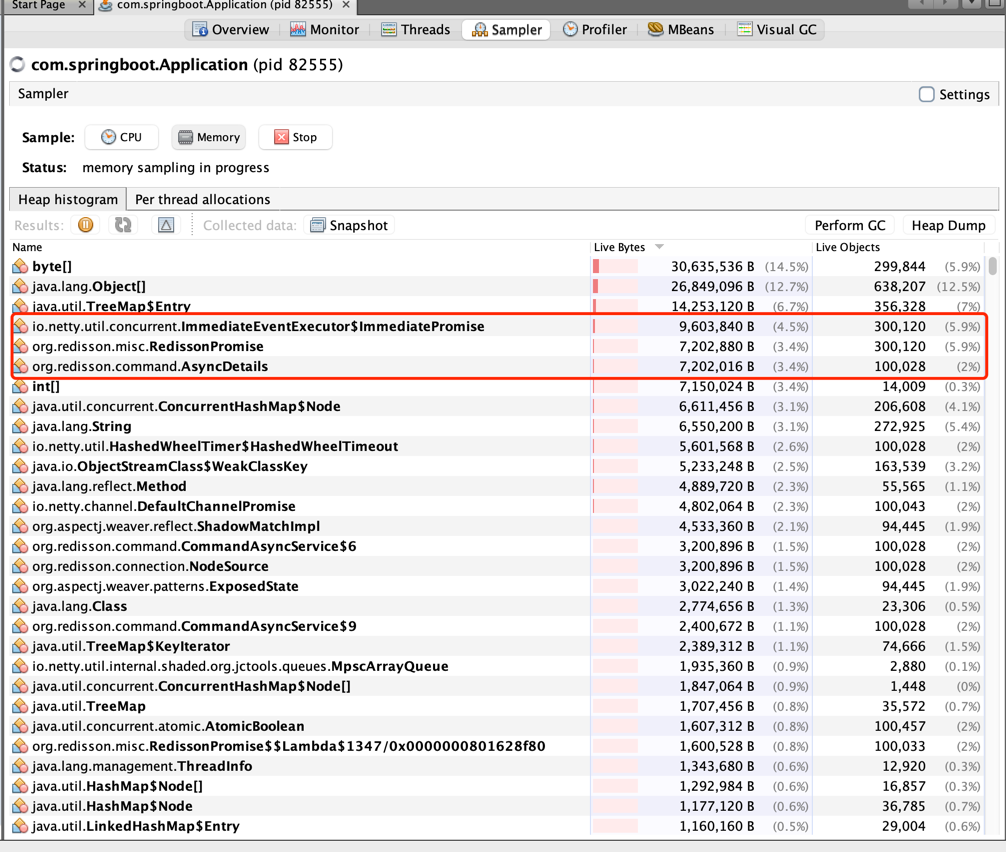 Start Page × com.springboot.Application (pid 82555) ×
Overview Monitor Threads Sampler Profiler MBeans Visual GC
com.springboot.Application (pid 82555)
Sampler Settings
Sample: CPU Memory Stop
Status: memory sampling in progress
Heap histogram Per thread allocations
Results: Collected data: Snapshot Perform GC Heap Dump
Name Live Bytes Live Objects
byte[] 30,635,536 B (14.5%) 299,844 (5.9%)
java.lang.Object[] 26,849,096 B (12.7%) 638,207 (12.5%)
java.util.TreeMap$Entry 14,253,120 B (6.7%) 356,328 (7%)
io.netty.util.concurrent.ImmediateEventExecutor$ImmediatePromise 9,603,840 B (4.5%) 300,120 (5.9%)
org.redisson.misc.RedissonPromise 7,202,880 B (3.4%) 300,120 (5.9%)
org.redisson.command.AsyncDetails 7,202,016 B (3.4%) 100,028 (2%)
int[] 7,150,024 B (3.4%) 14,009 (0.3%)
java.util.concurrent.ConcurrentHashMap$Node 6,611,456 B (3.1%) 206,608 (4.1%)
java.lang.String 6,550,200 B (3.1%) 272,925 (5.4%)
io.netty.util.HashedWheelTimer$HashedWheelTimeout 5,601,568 B (2.6%) 100,028 (2%)
java.io.ObjectStreamClass$WeakClassKey 5,233,248 B (2.5%) 163,539 (3.2%)
java.lang.reflect.Method 4,889,720 B (2.3%) 55,565 (1.1%)
io.netty.channel.DefaultChannelPromise 4,802,064 B (2.3%) 100,043 (2%)
org.aspectj.weaver.reflect.ShadowMatchImpl 4,533,360 B (2.1%) 94,445 (1.9%)
org.redisson.command.CommandAsyncService$6 3,200,896 B (1.5%) 100,028 (2%)
org.redisson.connection.NodeSource 3,200,896 B (1.5%) 100,028 (2%)
org.aspectj.weaver.patterns.ExposedState 3,022,240 B (1.4%) 94,445 (1.9%)
java.lang.Class 2,774,656 B (1.3%) 23,306 (0.5%)
org.redisson.command.CommandAsyncService$9 2,400,672 B (1.1%) 100,028 (2%)
java.util.TreeMap$KeyIterator 2,389,312 B (1.1%) 74,666 (1.5%)
io.netty.util.internal.shaded.org.jctools.queues.MpscArrayQueue 1,935,360 B (0.9%) 2,880 (0.1%)
java.util.concurrent.ConcurrentHashMap$Node[] 1,847,064 B (0.9%) 1,448 (0%)
java.util.TreeMap 1,707,456 B (0.8%) 35,572 (0.7%)
java.util.concurrent.atomic.AtomicBoolean 1,607,312 B (0.8%) 100,457 (2%)
org.redisson.misc.RedissonPromise$$Lambda$1347/0x0000000801628f80 1,600,528 B (0.8%) 100,033 (2%)
java.lang.management.ThreadInfo 1,343,680 B (0.6%) 12,920 (0.3%)
java.util.HashMap$Node[] 1,292,984 B (0.6%) 16,857 (0.3%)
java.util.HashMap$Node 1,177,120 B (0.6%) 36,785 (0.7%)
java.util.LinkedHashMap$Entry 1,160,160 B (0.5%) 29,004 (0.6%)